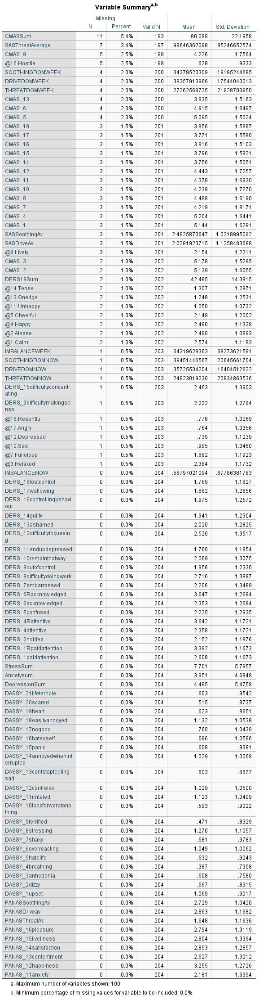 Variable Summarya,b
Missing
N Percent Valid N Mean Std. Deviation
CMASSum 11 5.4% 193 80.088 22.1958
SASThreatAverage 7 3.4% 197 .98646362098 .85246652574
CMAS_9 5 2.5% 199 4.226 1.7564
@16.Hostile 5 2.5% 199 .628 .9333
SOOTHINGDOMWEEK 4 2.0% 200 .34379520309 .19195244685
DRIVEDOMWEEK 4 2.0% 200 .38357910966 .17544040013
THREATDOMWEEK 4 2.0% 200 .27262568725 .21928703950
CMAS_13 4 2.0% 200 3.835 1.5163
CMAS_6 4 2.0% 200 4.915 1.6497
CMAS_5 4 2.0% 200 5.095 1.5024
CMAS_18 3 1.5% 201 3.856 1.5887
CMAS_17 3 1.5% 201 3.771 1.5580
CMAS_16 3 1.5% 201 3.816 1.5103
CMAS_15 3 1.5% 201 3.796 1.5821
CMAS_14 3 1.5% 201 3.756 1.5051
CMAS_12 3 1.5% 201 4.443 1.7257
CMAS_11 3 1.5% 201 4.378 1.6930
CMAS_10 3 1.5% 201 4.239 1.7270
CMAS_8 3 1.5% 201 4.488 1.6190
CMAS_7 3 1.5% 201 4.219 1.8171
CMAS_4 3 1.5% 201 5.204 1.6441
CMAS_1 3 1.5% 201 5.144 1.6291
SASSoothingAv 3 1.5% 201 2.4825870647 1.0218995092
SASDriveAv 3 1.5% 201 2.0281923715 1.1258483688
@8.Lively 3 1.5% 201 2.154 1.2211
CMAS_3 2 1.0% 202 5.178 1.5285
CMAS_2 2 1.0% 202 5.139 1.6055
DERS18Sum 2 1.0% 202 42.485 14.3815
@14.Tense 2 1.0% 202 1.307 1.2871
@13.Onedge 2 1.0% 202 1.248 1.2531
@11.Unhappy 2 1.0% 202 1.050 1.0732
@5.Cheerful 2 1.0% 202 2.149 1.2002
@4.Happy 2 1.0% 202 2.480 1.1339
@2.Atease 2 1.0% 202 2.490 1.0893
@1.Calm 2 1.0% 202 2.574 1.1183
IMBALANCEWEEK 1 0.5% 203 .64319628363 .68273621591
SOOTHINGDOMNOW 1 0.5% 203 .39451446567 .20645661704
DRIVEDOMNOW 1 0.5% 203 .35725534204 .16404512622
THREATDOMNOW 1 0.5% 203 .24823019230 .20834863536
DERS_15difficultyconcentr
ating 1 0.5% 203 2.463 1.3903
DERS_3difficultymakingse
nse 1 0.5% 203 2.232 1.2784
@18.Resentful 1 0.5% 203 .778 1.0269
@17.Angry 1 0.5% 203 .764 1.0356
@12.Depressed 1 0.5% 203 .739 1.1239
@10.Sad 1 0.5% 203 .995 1.0460
@7.Fullofpep 1 0.5% 203 1.882 1.1923
@3.Relaxed 1 0.5% 203 2.384 1.1732
IMBALANCENOW 0 0.0% 204 .58797021094 .67786381783
DERS_18lostcontrol 0 0.0% 204 1.789 1.1827
DERS_17wallowing 0 0.0% 204 1.882 1.2656
DERS_16controllingbehavi
our 0 0.0% 204 1.975 1.2572
DERS_14guilty 0 0.0% 204 1.941 1.2304
DERS_13ashamed 0 0.0% 204 2.020 1.2825
DERS_12difficultyfocussin
g 0 0.0% 204 2.520 1.3517
DERS_11endupdepressed 0 0.0% 204 1.760 1.1854
DERS_10remainthatway 0 0.0% 204 2.069 1.3075
DERS_9outofcontrol 0 0.0% 204 1.956 1.2330
DERS_8difficultydoingwork 0 0.0% 204 2.716 1.3887
DERS_7embarrassed 0 0.0% 204 2.206 1.3489
DERS_6Racknowledged 0 0.0% 204 3.647 1.2684
DERS_6acknowledged 0 0.0% 204 2.353 1.2684
DERS_5confused 0 0.0% 204 2.225 1.2935
DERS_4Rattentive 0 0.0% 204 3.642 1.1721
DERS_4attentive 0 0.0% 204 2.358 1.1721
DERS_2noidea 0 0.0% 204 2.152 1.1876
DERS_1Rpaidattention 0 0.0% 204 3.392 1.1673
DERS_1paidattention 0 0.0% 204 2.608 1.1673
StressSum 0 0.0% 204 7.701 5.7957
Anxietysum 0 0.0% 204 3.951 4.6849
DepressionSum 0 0.0% 204 4.485 5.4759
DASSY_21lifeterrible 0 0.0% 204 .603 .9542
DASSY_20scared 0 0.0% 204 .515 .8737
DASSY_19heart 0 0.0% 204 .623 .8651
DASSY_18easilyannoyed 0 0.0% 204 1.132 1.0538
DASSY_17nogood 0 0.0% 204 .760 1.0439
DASSY_16hatedself 0 0.0% 204 .686 1.0596
DASSY_15panic 0 0.0% 204 .608 .9381
DASSY_14annoyedwhenint
errupted 0 0.0% 204 1.029 1.0069
DASSY_13cantstopfeeling
sad 0 0.0% 204 .603 .8677
DASSY_12cantrelax 0 0.0% 204 1.029 1.0500
DASSY_11irritated 0 0.0% 204 1.123 1.0409
DASSY_10lookforwardtono
thing 0 0.0% 204 .593 .9022
DASSY_9terrified 0 0.0% 204 .471 .8329
DASSY_8stressing 0 0.0% 204 1.270 1.1057
DASSY_7shaky 0 0.0% 204 .681 .9783
DASSY_6overreacting 0 0.0% 204 1.049 1.0062
DASSY_5hatelife 0 0.0% 204 .632 .9243
DASSY_4breathing 0 0.0% 204 .387 .7308
DASSY_3anhedonia 0 0.0% 204 .608 .7580
DASSY_2dizzy 0 0.0% 204 .667 .8915
DASSY_1upset 0 0.0% 204 1.069 .9017
PANASSoothingAv 0 0.0% 204 2.729 1.0420
PANASDriveav 0 0.0% 204 2.863 1.1682
PANASThreatAv 0 0.0% 204 1.648 1.1636
PANAS_16pleasure 0 0.0% 204 2.794 1.3119
PANAS_15liveliness 0 0.0% 204 2.804 1.3394
PANAS_14satisfaction 0 0.0% 204 2.853 1.2857
PANAS_13contentment 0 0.0% 204 2.627 1.3012
PANAS_12happiness 0 0.0% 204 3.255 1.2726
PANAS_11anxiety 0 0.0% 204 2.181 1.6994
a. Maximum number of variables shown: 100
b. Minimum percentage of missing values for variable to be included: 0.0%